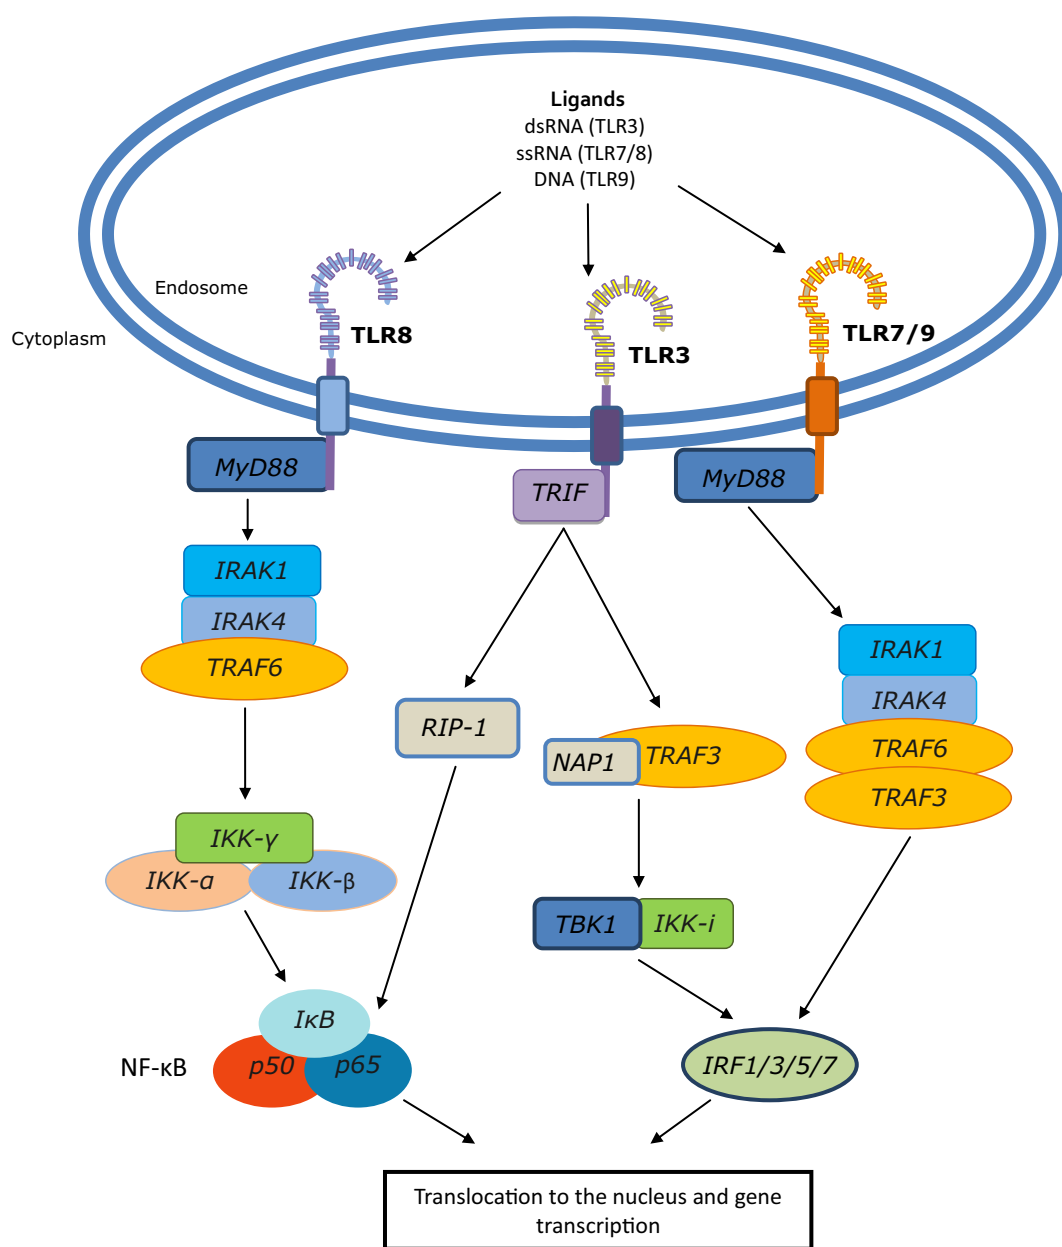 Ligands
dsRNA (TLR3)
ssRNA (TLR7/8)
DNA (TLR9)
Endosome
Cytoplasm
TLR8
TLR3
TLR7/9
MyD88
TRIF
MyD88
IRAK1
IRAK4
TRAF6
IRAK1
IRAK4
TRAF6
TRAF3
RIP-1
NAP1
TRAF3
IKK-γ
IKK-α
IKK-β
TBK1
IKK-i
IκB
NF-κB
p50
p65
IRF1/3/5/7
Translocation to the nucleus and gene
transcription